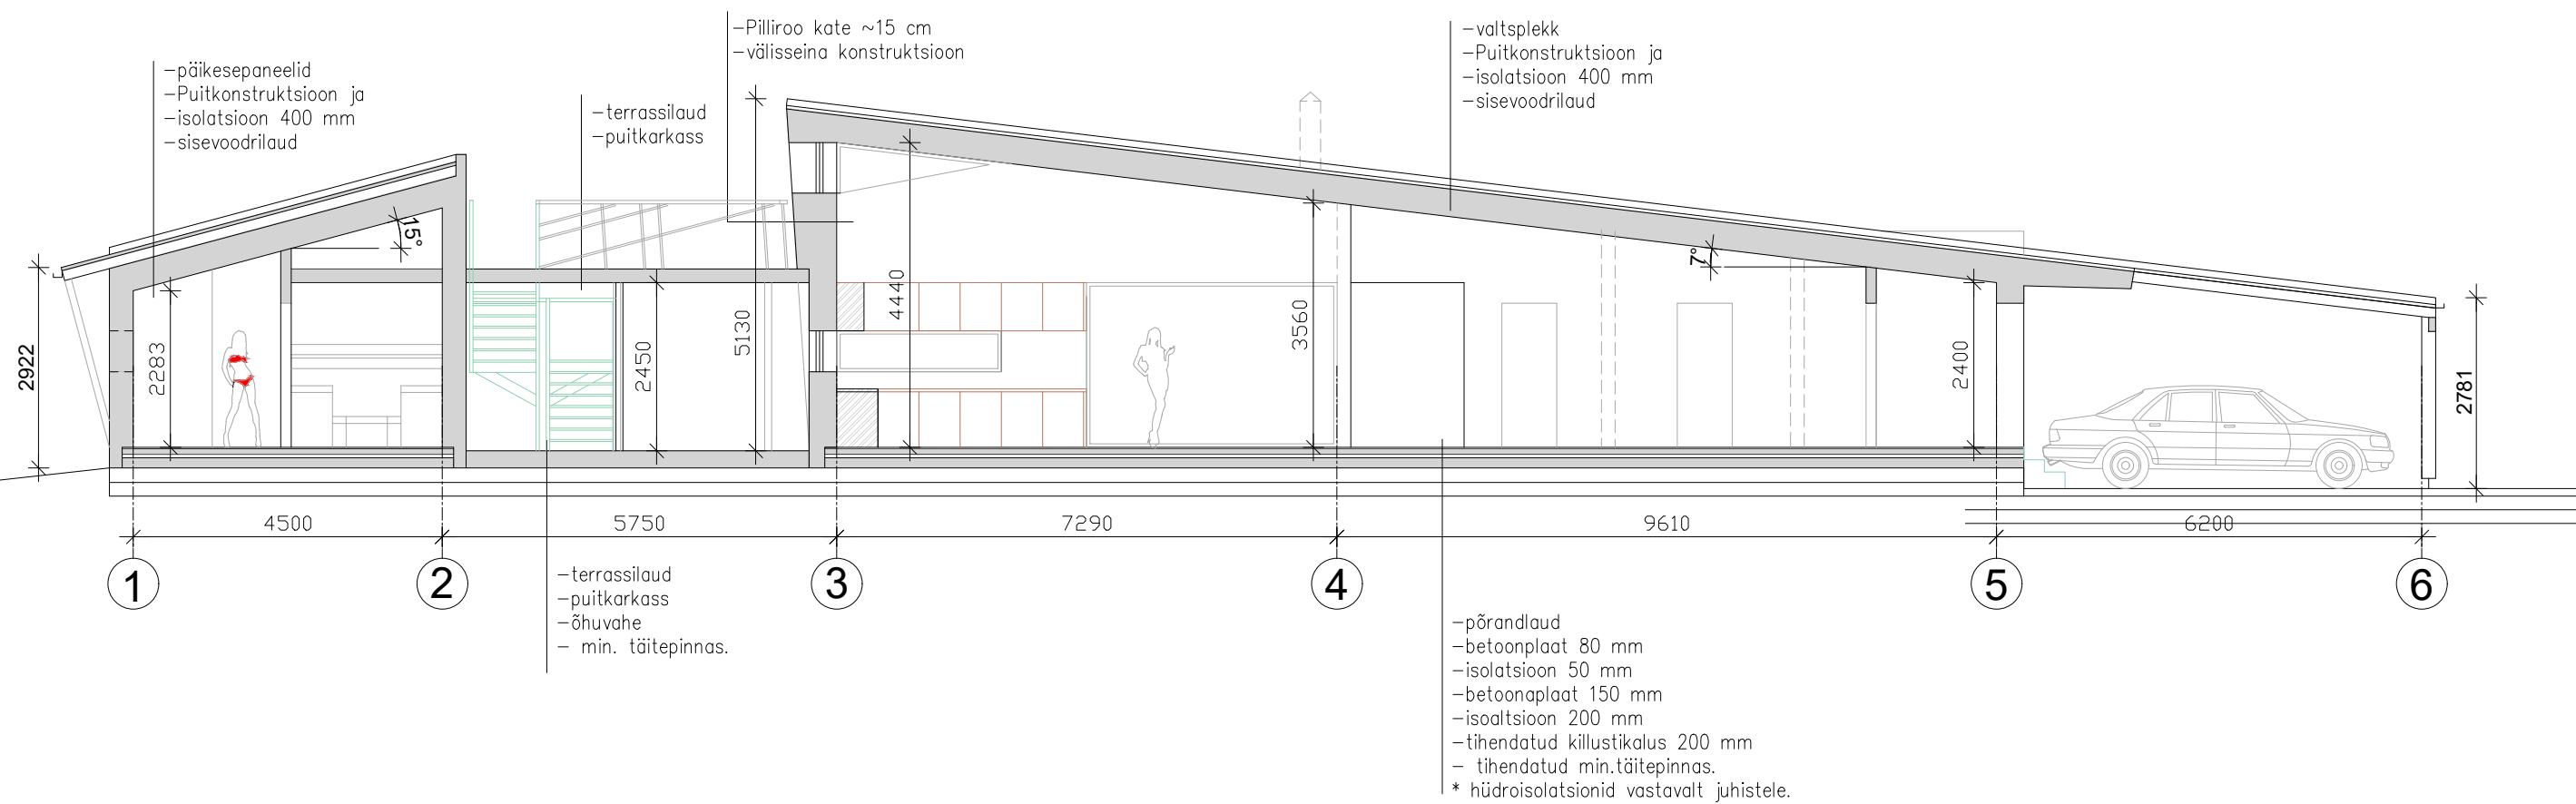 -päikesepaneelid
-Puitkonstruktsioon ja
-isolatsioon 400 mm
-sisevoodrilaud
-terrassilaud
-puitkarkass
-Pilliroo kate ~15 cm
-välisseina konstruktsioon
-valtsplekk
-Puitkonstruktsioon ja
-isolatsioon 400 mm
-sisevoodrilaud
15°
7°
2922
2283
2450
5130
4440
3560
2400
2781
4500
5750
7290
9610
6200
1
2
3
4
5
6
-terrassilaud
-puitkarkass
-õhuvahe
- min. täitepinnas.
-põrandlaud
-betoonplaat 80 mm
-isolatsioon 50 mm
-betoonaplaat 150 mm
-isoaltsioon 200 mm
-tihendatud killustikalus 200 mm
- tihendatud min.täitepinnas.
* hüdroisolatsionid vastavalt juhistele.